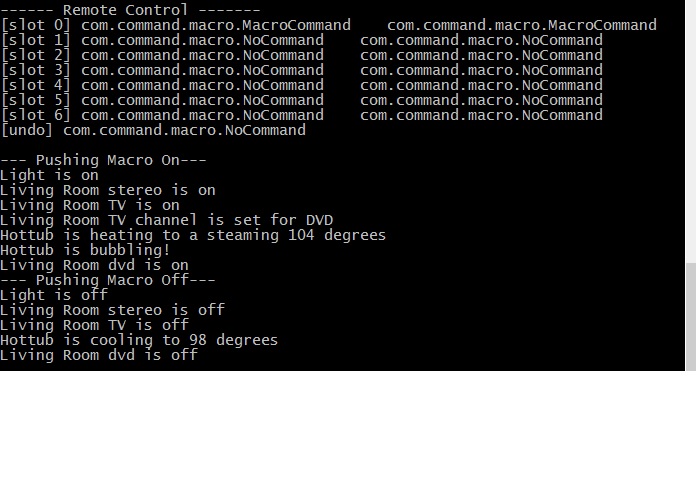 ------ Remote Control -------
[slot 0] com.command.macro.MacroCommand    com.command.macro.MacroCommand
[slot 1] com.command.macro.NoCommand    com.command.macro.NoCommand
[slot 2] com.command.macro.NoCommand    com.command.macro.NoCommand
[slot 3] com.command.macro.NoCommand    com.command.macro.NoCommand
[slot 4] com.command.macro.NoCommand    com.command.macro.NoCommand
[slot 5] com.command.macro.NoCommand    com.command.macro.NoCommand
[slot 6] com.command.macro.NoCommand    com.command.macro.NoCommand
[undo] com.command.macro.NoCommand

--- Pushing Macro On---
Light is on
Living Room stereo is on
Living Room TV is on
Living Room TV channel is set for DVD
Hottub is heating to a steaming 104 degrees
Hottub is bubbling!
Living Room dvd is on
--- Pushing Macro Off---
Light is off
Living Room stereo is off
Living Room TV is off
Hottub is cooling to 98 degrees
Living Room dvd is off